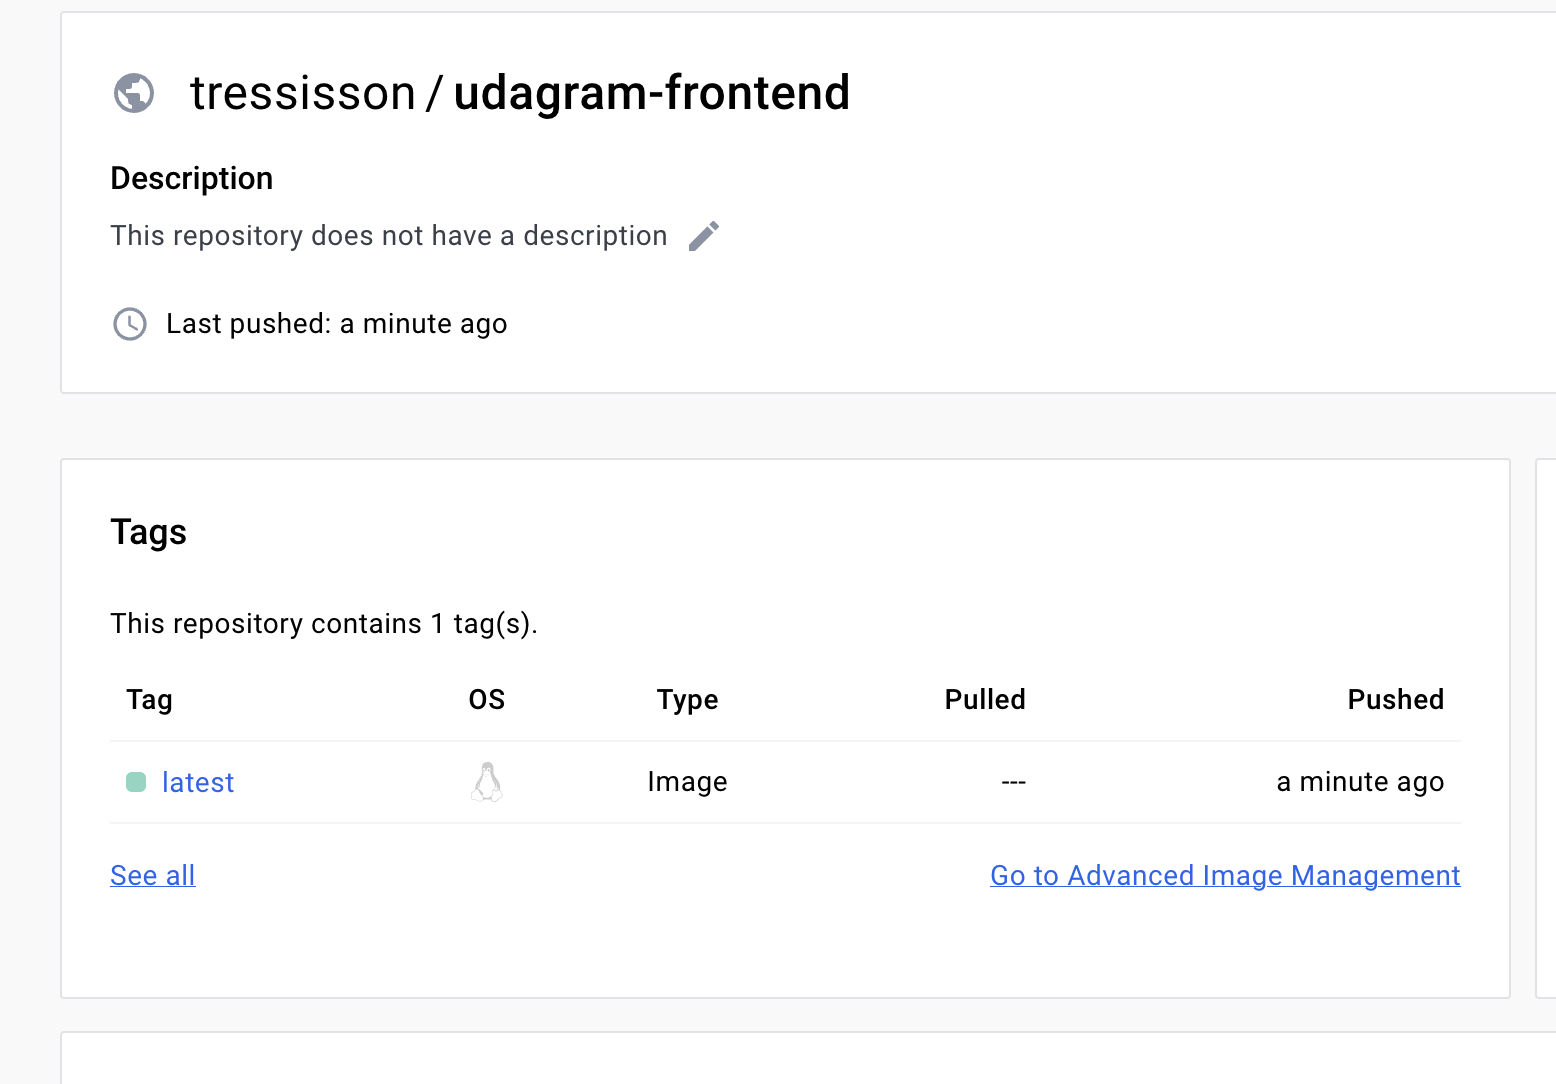 tressisson / udagram-frontend
Description
This repository does not have a description
Last pushed: a minute ago
Tags
This repository contains 1 tag(s).
Tag OS Type Pulled Pushed
latest Image --- a minute ago
See all Go to Advanced Image Management